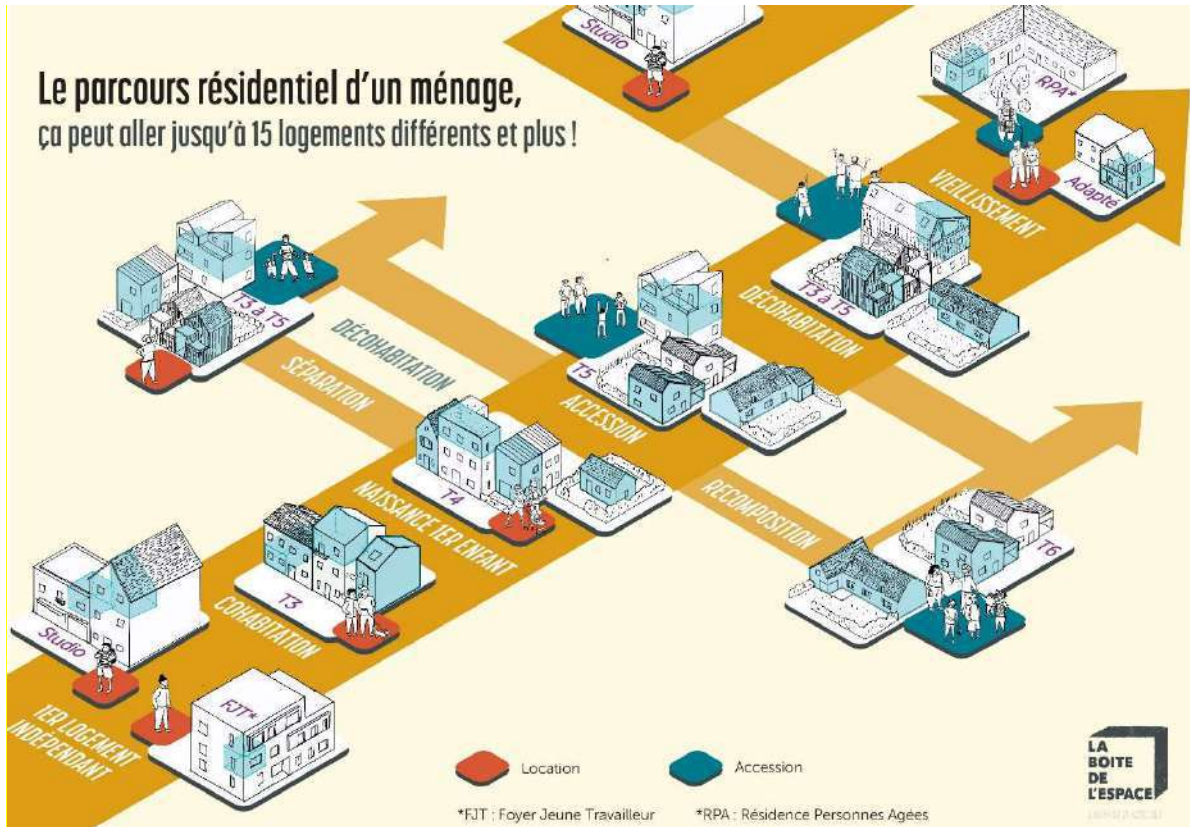 Le parcours résidentiel d'un ménage,
ça peut aller jusqu'à 15 logements différents et plus !
Studio
RPA*
Adapté
VIEILLISSEMENT
T3 à T5
DÉCOHABITATION
T3 à T5
DÉCOHABITATION
SÉPARATION
T5
ACCESSION
T4
NAISSANCE 1ER ENFANT
RECOMPOSITION
T6
T3
COHABITATION
Studio
FJT*
1ER LOGEMENT
INDÉPENDANT
Location
Accession
*FJT : Foyer Jeune Travailleur
*RPA : Résidence Personnes Agées
LA
BOITE
DE
L'ESPACE